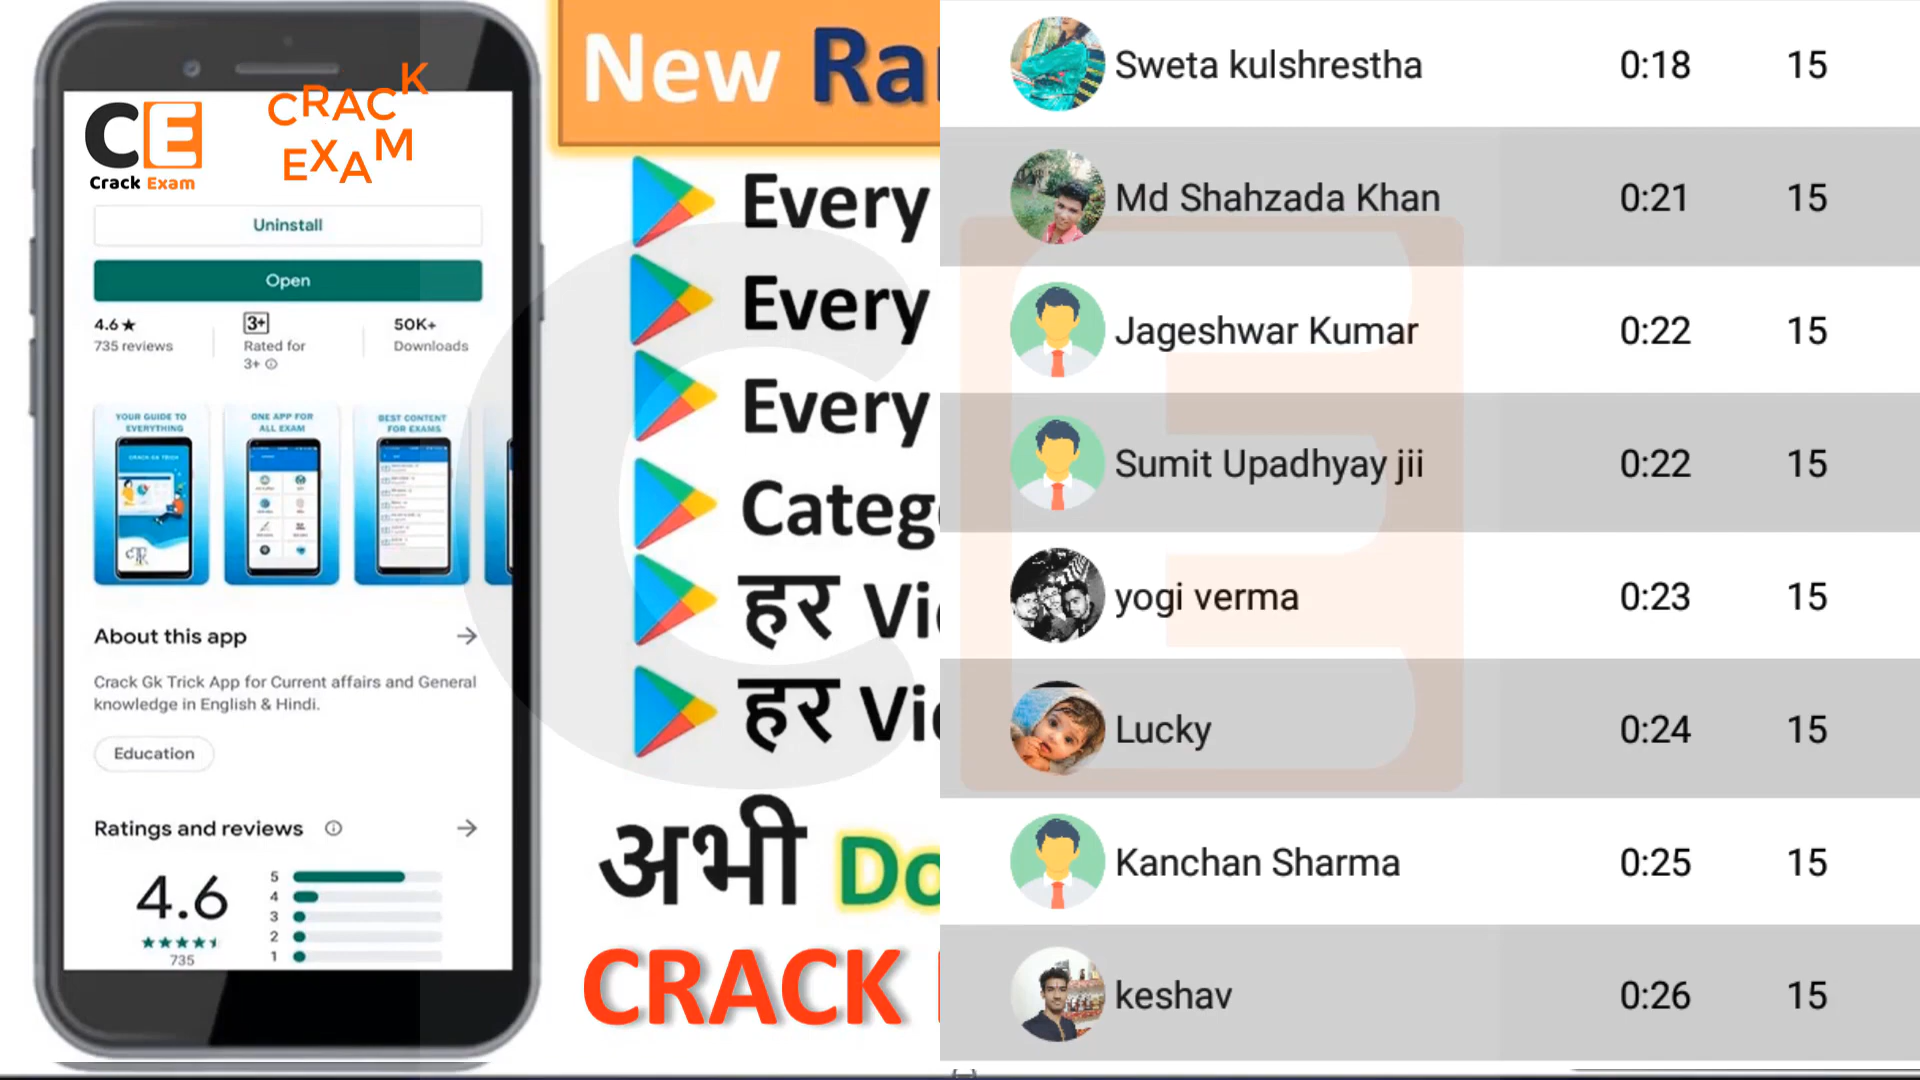 CE
Crack Exam
CRACK
EXAM
Uninstall
Open
4.6★
735 reviews
3+
Rated for
3+
50K+
Downloads
YOUR GUIDE TO
EVERYTHING
ONE APP FOR
ALL EXAM
BEST CONTENT
FOR EXAMS
CRACK GK TRICK
About this app
Crack Gk Trick App for Current affairs and General
knowledge in English & Hindi.
Education
Ratings and reviews
4.6
735
5
4
3
2
1
New Ra
Every
Every
Every
Categ
हर Vi
हर Vi
अभी Do
CRACK
Sweta kulshrestha 0:18 15
Md Shahzada Khan 0:21 15
Jageshwar Kumar 0:22 15
Sumit Upadhyay jii 0:22 15
yogi verma 0:23 15
Lucky 0:24 15
Kanchan Sharma 0:25 15
keshav 0:26 15